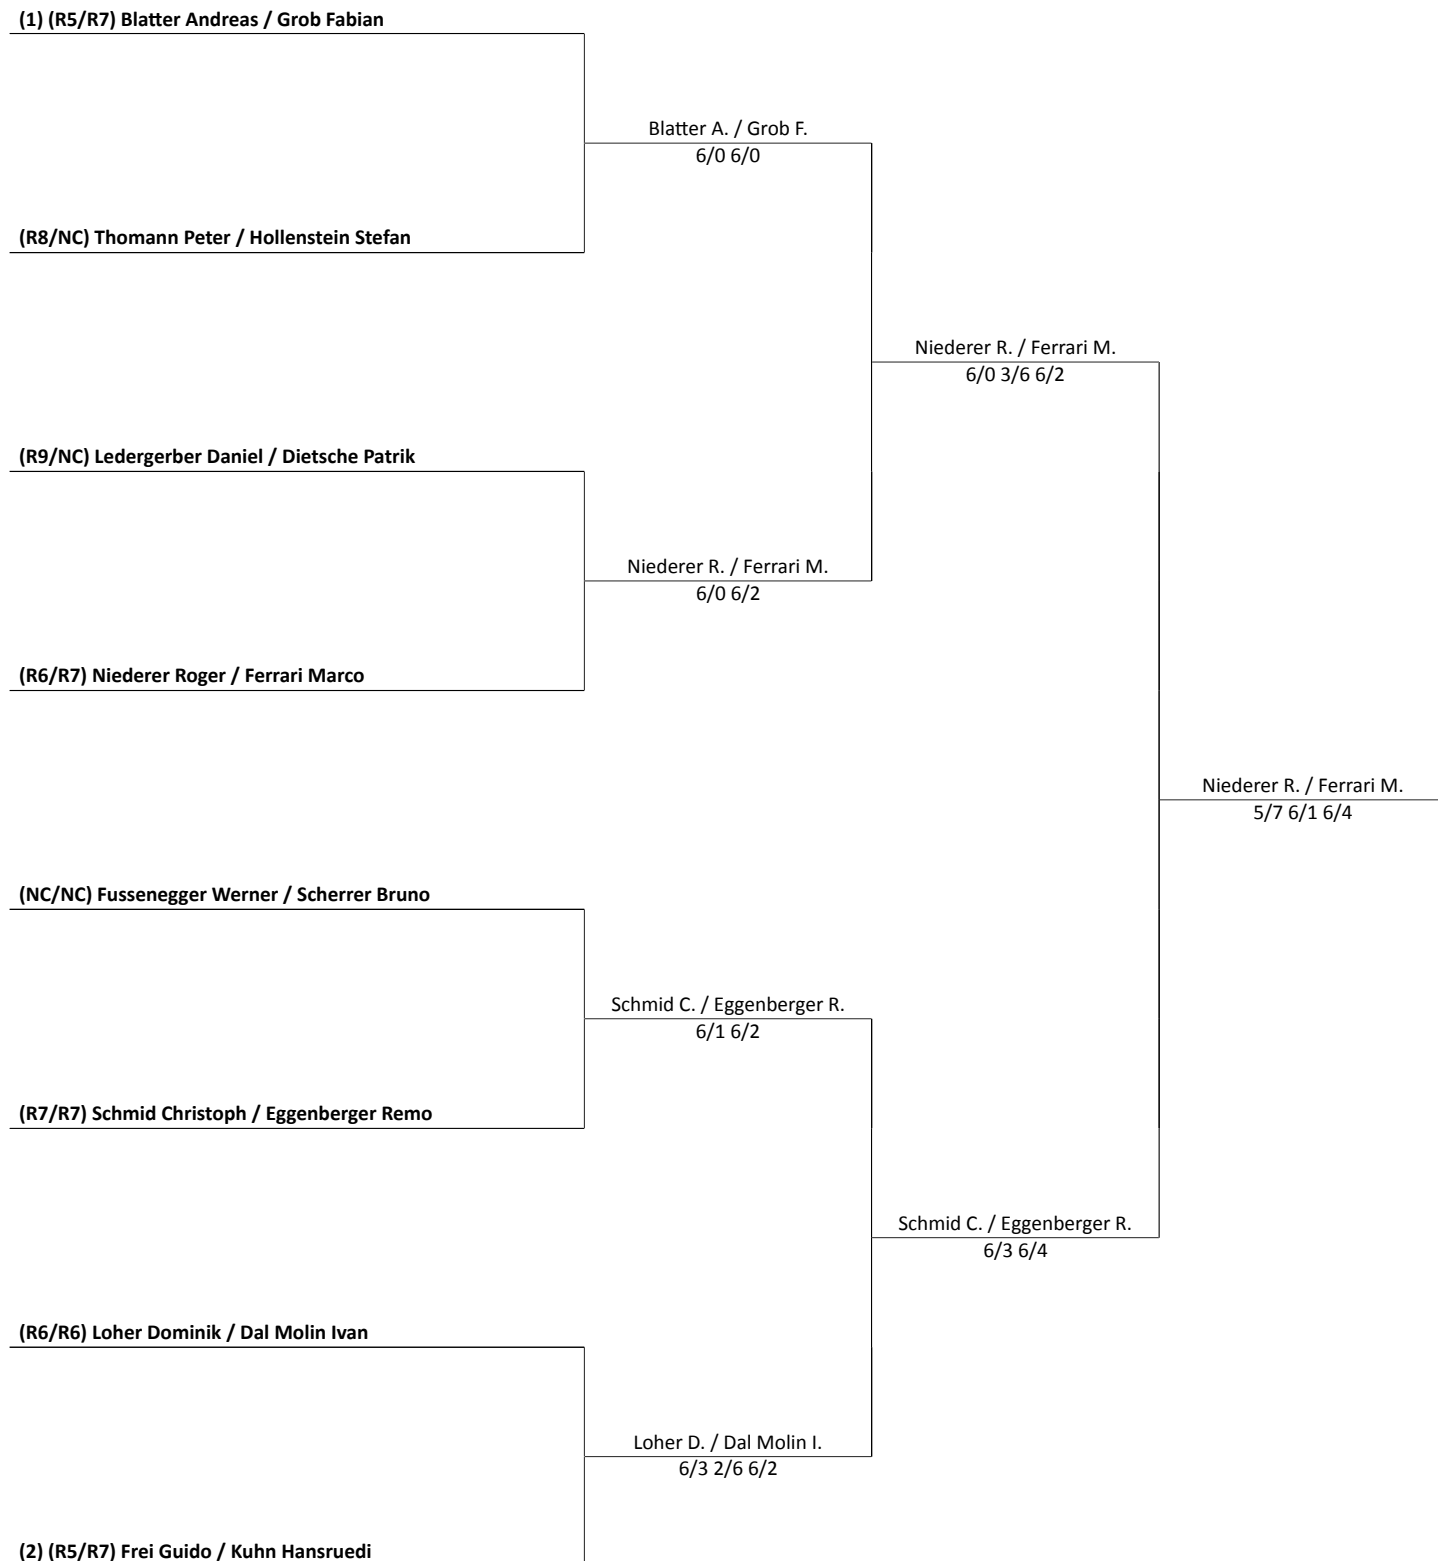 (1) (R5/R7) Blatter Andreas / Grob Fabian
Blatter A. / Grob F.
6/0 6/0
(R8/NC) Thomann Peter / Hollenstein Stefan
Niederer R. / Ferrari M.
6/0 3/6 6/2
(R9/NC) Ledergerber Daniel / Dietsche Patrik
Niederer R. / Ferrari M.
6/0 6/2
(R6/R7) Niederer Roger / Ferrari Marco
Niederer R. / Ferrari M.
5/7 6/1 6/4
(NC/NC) Fussenegger Werner / Scherrer Bruno
Schmid C. / Eggenberger R.
6/1 6/2
(R7/R7) Schmid Christoph / Eggenberger Remo
Schmid C. / Eggenberger R.
6/3 6/4
(R6/R6) Loher Dominik / Dal Molin Ivan
Loher D. / Dal Molin I.
6/3 2/6 6/2
(2) (R5/R7) Frei Guido / Kuhn Hansruedi